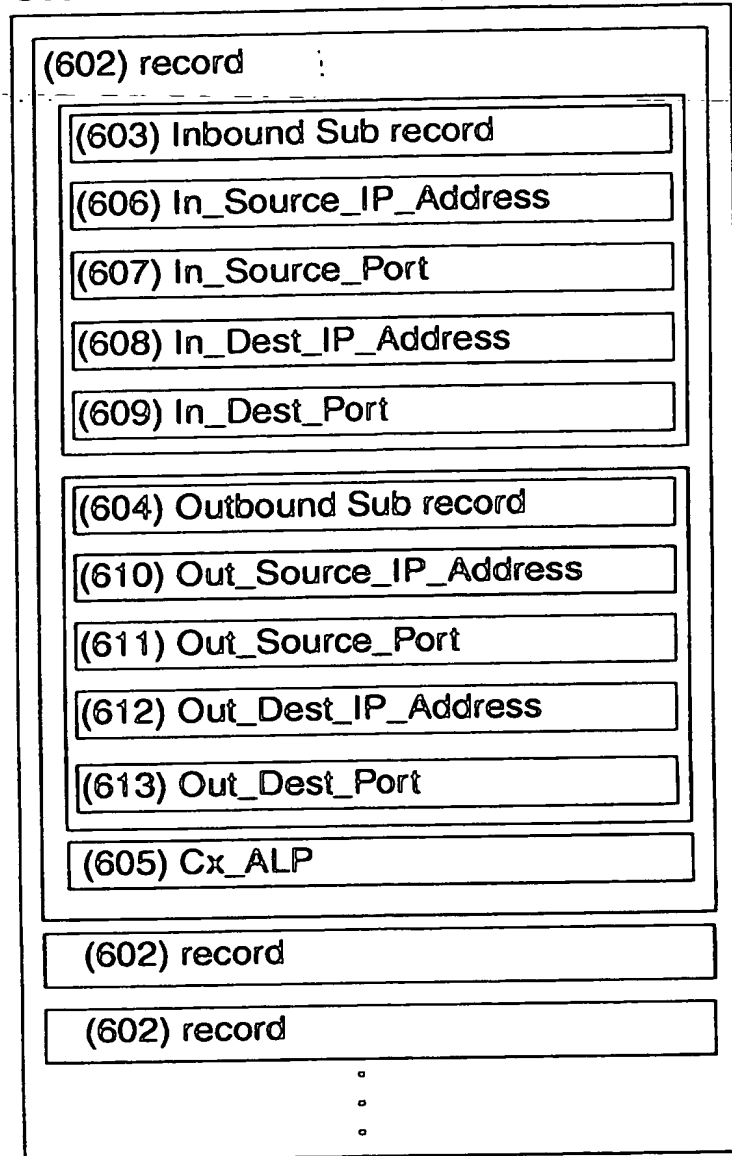 (602) record
(603) Inbound Sub record
(606) In_Source_IP_Address
(607) In_Source_Port
(608) In_Dest_IP_Address
(609) In_Dest_Port
(604) Outbound Sub record
(610) Out_Source_IP_Address
(611) Out_Source_Port
(612) Out_Dest_IP_Address
(613) Out_Dest_Port
(605) Cx_ALP
(602) record
(602) record